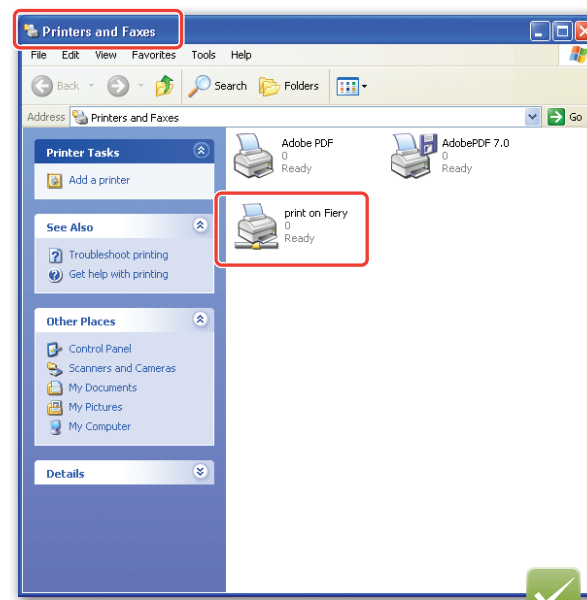 Printers and Faxes
File Edit View Favorites Tools Help
Back Search Folders
Address Printers and Faxes Go
Printer Tasks
Add a printer
See Also
Troubleshoot printing
Get help with printing
Other Places
Control Panel
Scanners and Cameras
My Documents
My Pictures
My Computer
Details
Adobe PDF
0
Ready
AdobePDF 7.0
0
Ready
print on Fiery
0
Ready